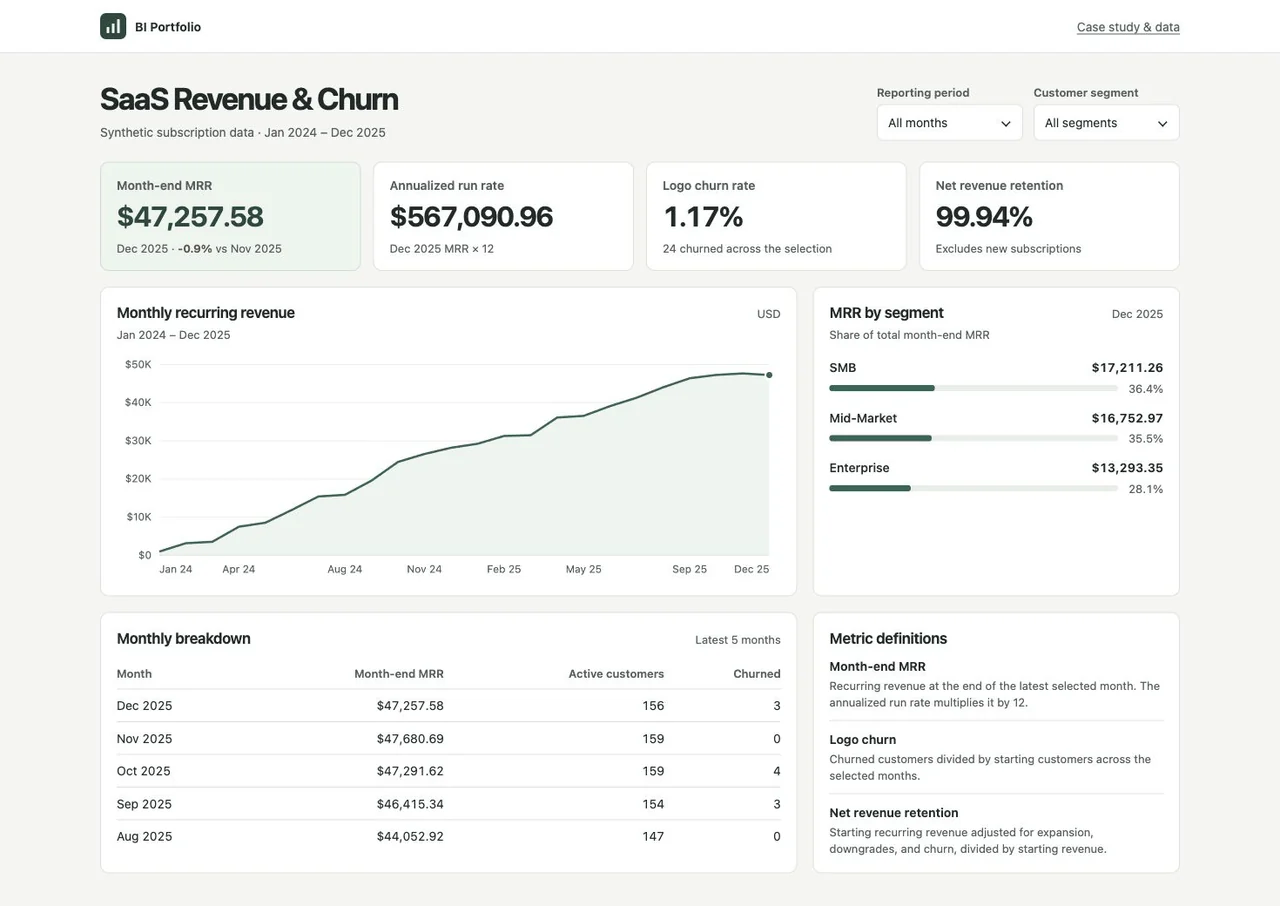 BI Portfolio
Case study & data
SaaS Revenue & Churn
Synthetic subscription data · Jan 2024 – Dec 2025
Reporting period
Customer segment
All months
All segments
Month-end MRR
$47,257.58
Dec 2025 · -0.9% vs Nov 2025
Annualized run rate
$567,090.96
Dec 2025 MRR × 12
Logo churn rate
1.17%
24 churned across the selection
Net revenue retention
99.94%
Excludes new subscriptions
Monthly recurring revenue
USD
Jan 2024 – Dec 2025
$50K
$40K
$30K
$20K
$10K
$0
Jan 24 Apr 24 Aug 24 Nov 24 Feb 25 May 25 Sep 25 Dec 25
MRR by segment
Dec 2025
Share of total month-end MRR
SMB $17,211.26
36.4%
Mid-Market $16,752.97
35.5%
Enterprise $13,293.35
28.1%
Monthly breakdown
Latest 5 months
Month Month-end MRR Active customers Churned
Dec 2025 $47,257.58 156 3
Nov 2025 $47,680.69 159 0
Oct 2025 $47,291.62 159 4
Sep 2025 $46,415.34 154 3
Aug 2025 $44,052.92 147 0
Metric definitions
Month-end MRR
Recurring revenue at the end of the latest selected month. The
annualized run rate multiplies it by 12.
Logo churn
Churned customers divided by starting customers across the
selected months.
Net revenue retention
Starting recurring revenue adjusted for expansion,
downgrades, and churn, divided by starting revenue.